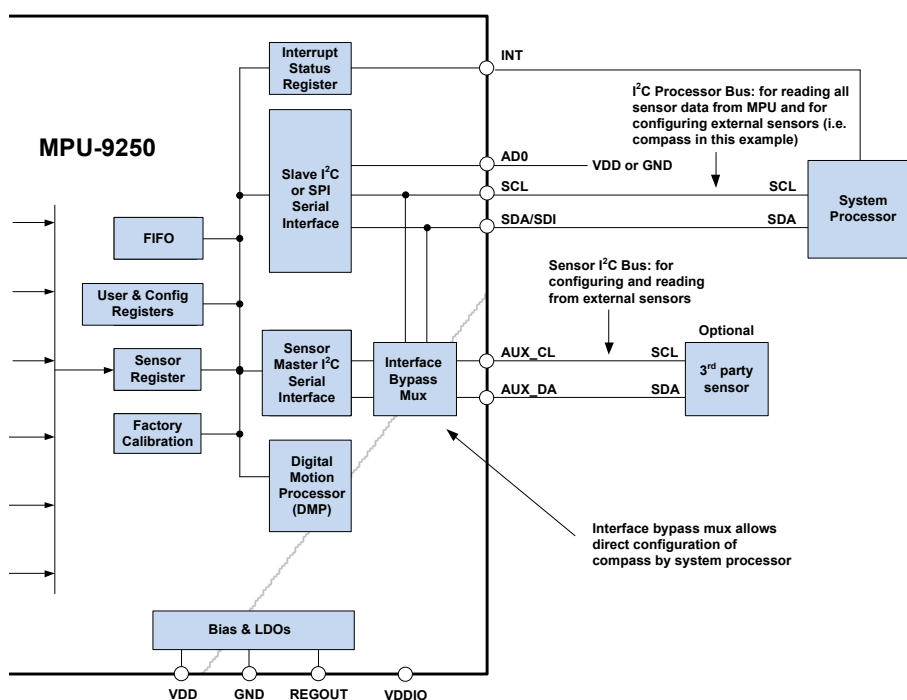 Interrupt
Status
Register
INT
I²C Processor Bus: for reading all
sensor data from MPU and for
configuring external sensors (i.e.
compass in this example)
MPU-9250
Slave I²C
or SPI
Serial
Interface
AD0
VDD or GND
SCL
SCL
SDA/SDI
SDA
System
Processor
FIFO
User & Config
Registers
Sensor I²C Bus: for
configuring and reading
from external sensors
Sensor
Register
Sensor
Master I²C
Serial
Interface
Interface
Bypass
Mux
AUX_CL
SCL
AUX_DA
SDA
Optional
3rd party
sensor
Factory
Calibration
Digital
Motion
Processor
(DMP)
Interface bypass mux allows
direct configuration of
compass by system processor
Bias & LDOs
VDD
GND
REGOUT
VDDIO